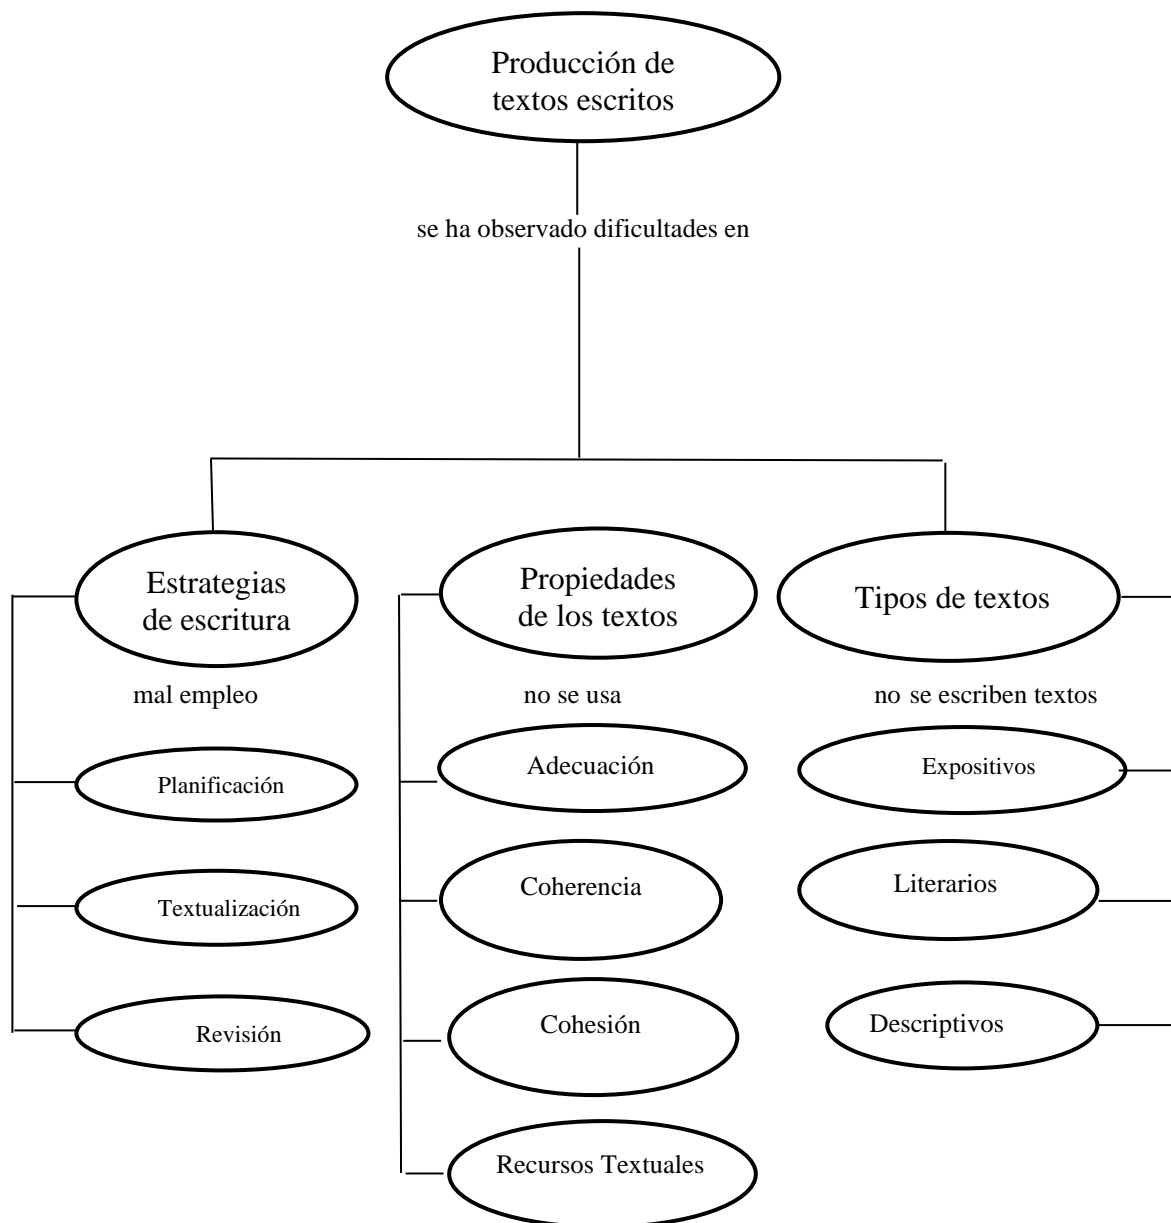 Producción de
textos escritos
se ha observado dificultades en
Estrategias
de escritura
mal empleo
Planificación
Textualización
Revisión
Propiedades
de los textos
no se usa
Adecuación
Coherencia
Cohesión
Recursos Textuales
Tipos de textos
no se escriben textos
Expositivos
Literarios
Descriptivos